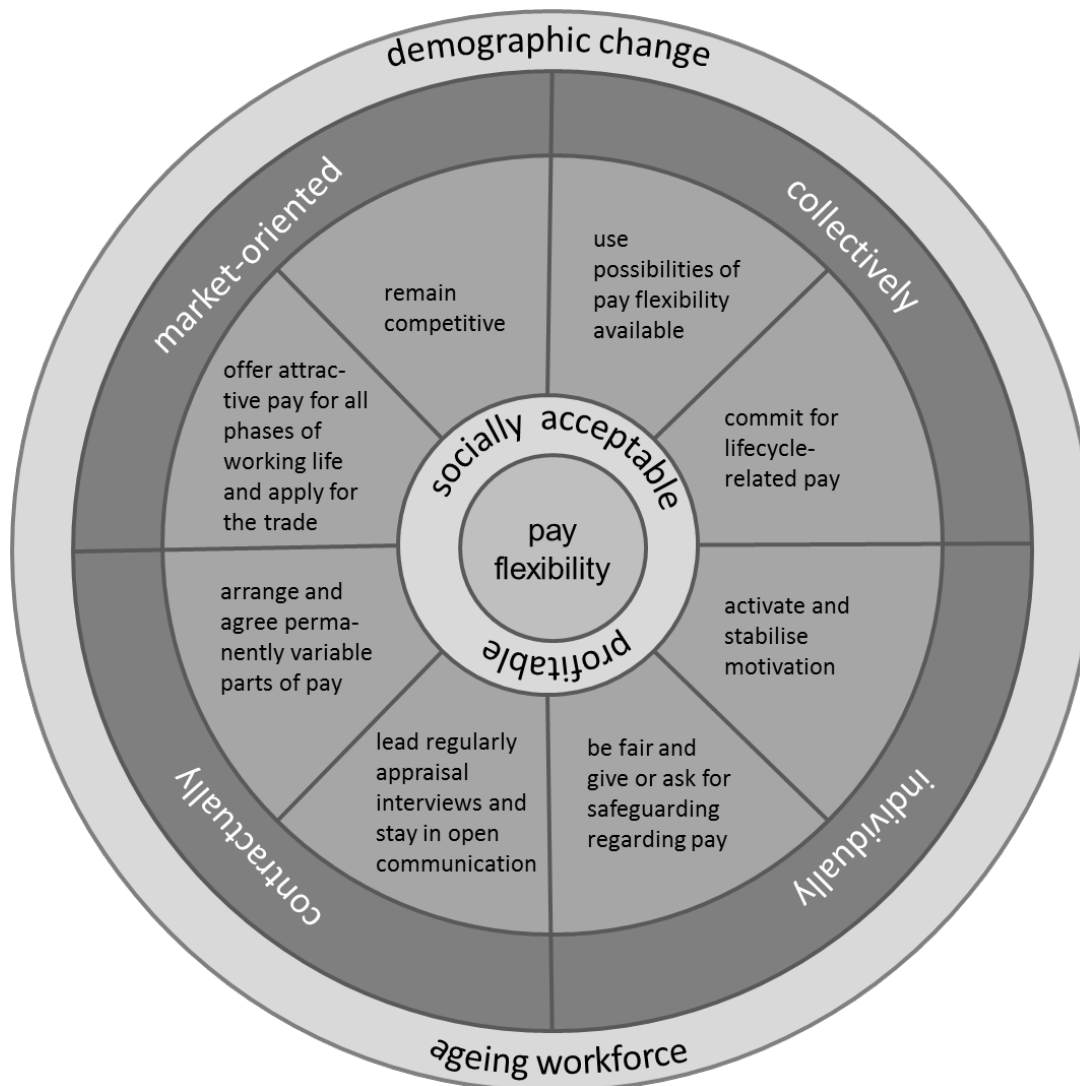 demographic change
market-oriented
collectively
use
possibilities of
pay flexibility
available
remain
competitive
offer attrac-
tive pay for all
phases of
working life
and apply for
the trade
commit for
lifecycle-
related pay
socially acceptable
pay
flexibility
profitable
arrange and
agree perma-
nently variable
parts of pay
activate and
stabilise
motivation
lead regularly
appraisal
interviews and
stay in open
communication
be fair and
give or ask for
safeguarding
regarding pay
contractually
individually
ageing workforce